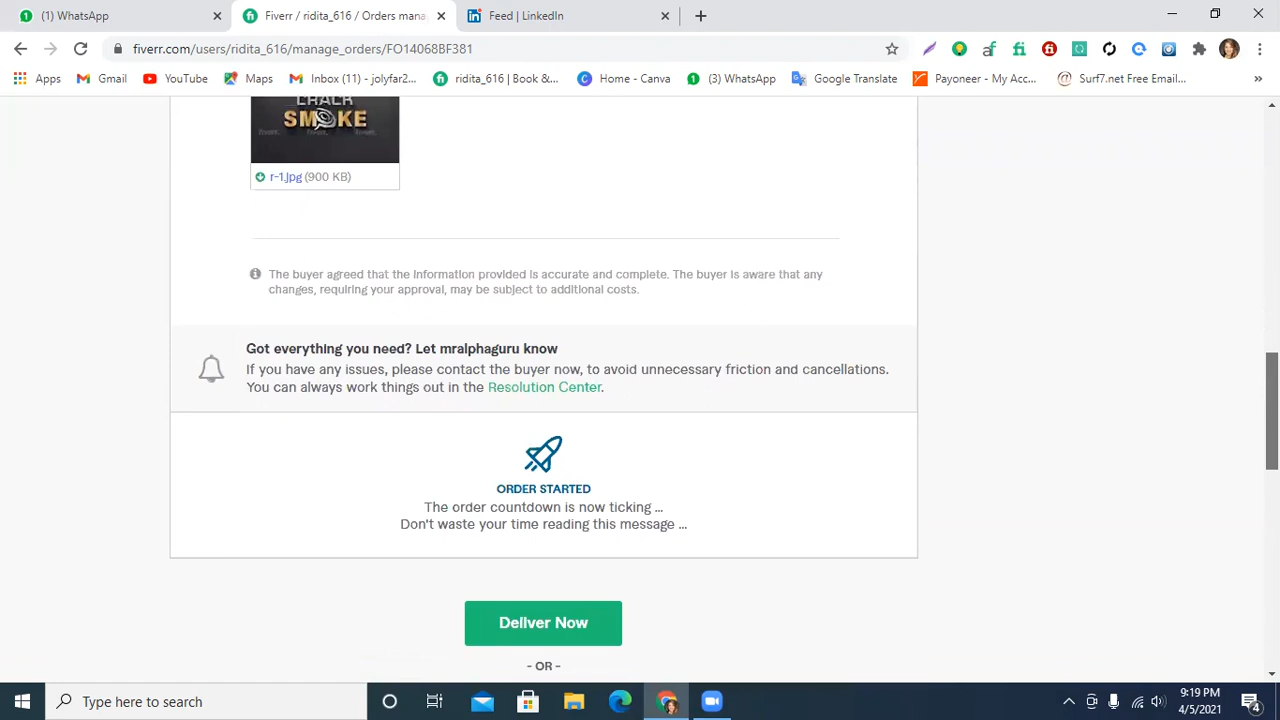 (1) WhatsApp
Fiverr / ridita_616 / Orders mana
Feed | LinkedIn
fiverr.com/users/ridita_616/manage_orders/FO14068BF381
Apps
Gmail
YouTube
Maps
Inbox (11) - jolyfar2...
ridita_616 | Book &...
Home - Canva
(3) WhatsApp
Google Translate
Payoneer - My Acc...
Surf7.net Free Email...
CRACK
SMOKE
r-1.jpg (900 KB)
The buyer agreed that the information provided is accurate and complete. The buyer is aware that any
changes, requiring your approval, may be subject to additional costs.
Got everything you need? Let mralphaguru know
If you have any issues, please contact the buyer now, to avoid unnecessary friction and cancellations.
You can always work things out in the Resolution Center.
ORDER STARTED
The order countdown is now ticking ...
Don't waste your time reading this message ...
Deliver Now
- OR -
Type here to search
9:19 PM
4/5/2021
4